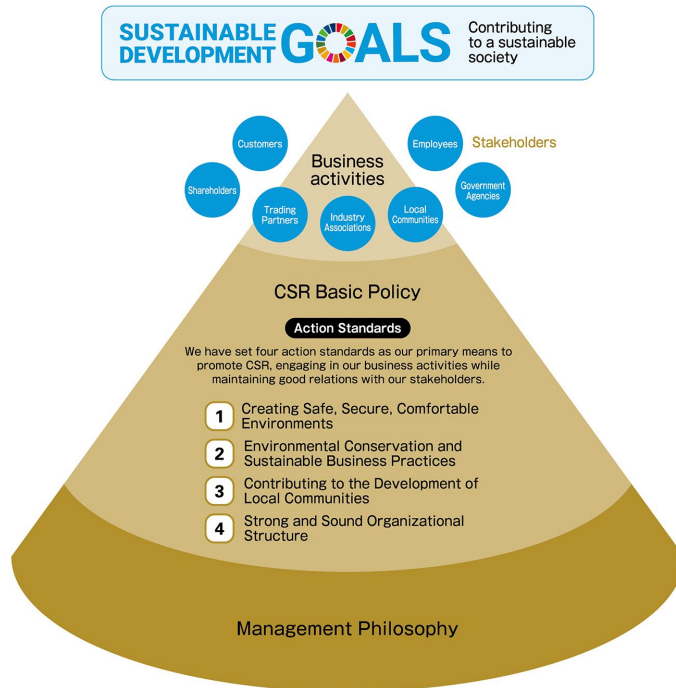 SUSTAINABLE
DEVELOPMENT
GOALS
Contributing
to a sustainable
society
Customers
Employees
Stakeholders
Business
activities
Shareholders
Government
Agencies
Trading
Partners
Industry
Associations
Local
Communities
CSR Basic Policy
Action Standards
We have set four action standards as our primary means to
promote CSR, engaging in our business activities while
maintaining good relations with our stakeholders.
1 Creating Safe, Secure, Comfortable
Environments
2 Environmental Conservation and
Sustainable Business Practices
3 Contributing to the Development of
Local Communities
4 Strong and Sound Organizational
Structure
Management Philosophy